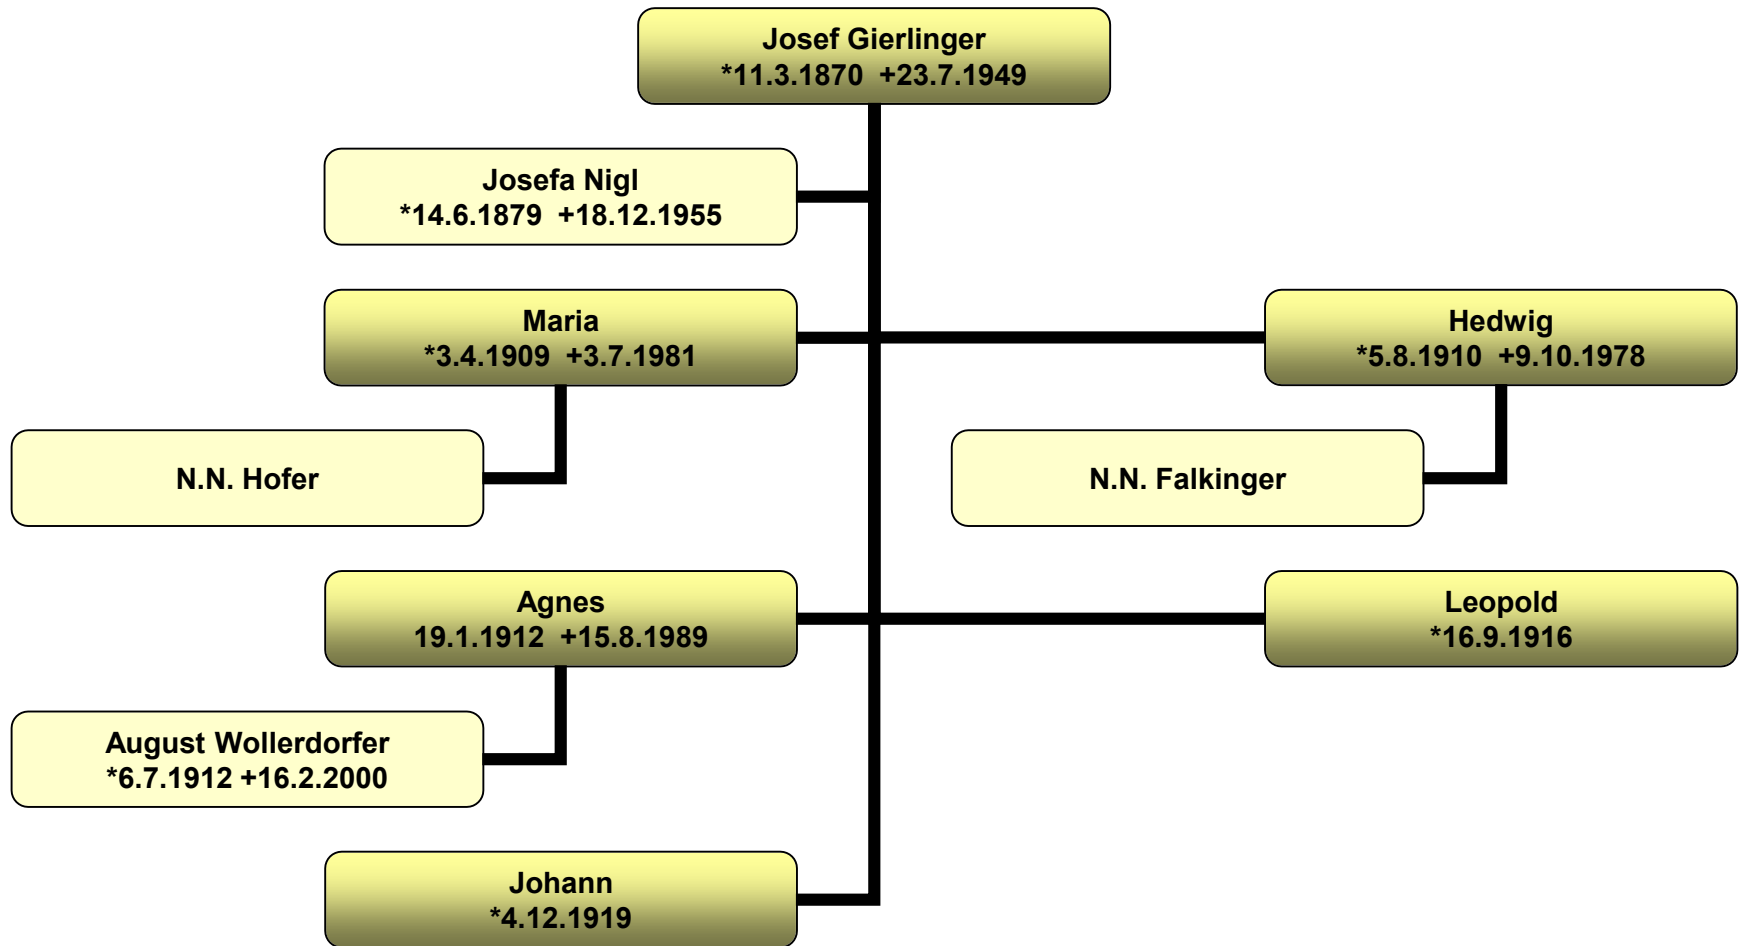 Josef Gierlinger
*11.3.1870 +23.7.1949
Josefa Nigl
*14.6.1879 +18.12.1955
Maria
*3.4.1909 +3.7.1981
Hedwig
*5.8.1910 +9.10.1978
N.N. Hofer
N.N. Falkinger
Agnes
19.1.1912 +15.8.1989
Leopold
*16.9.1916
August Wollerdorfer
*6.7.1912 +16.2.2000
Johann
*4.12.1919